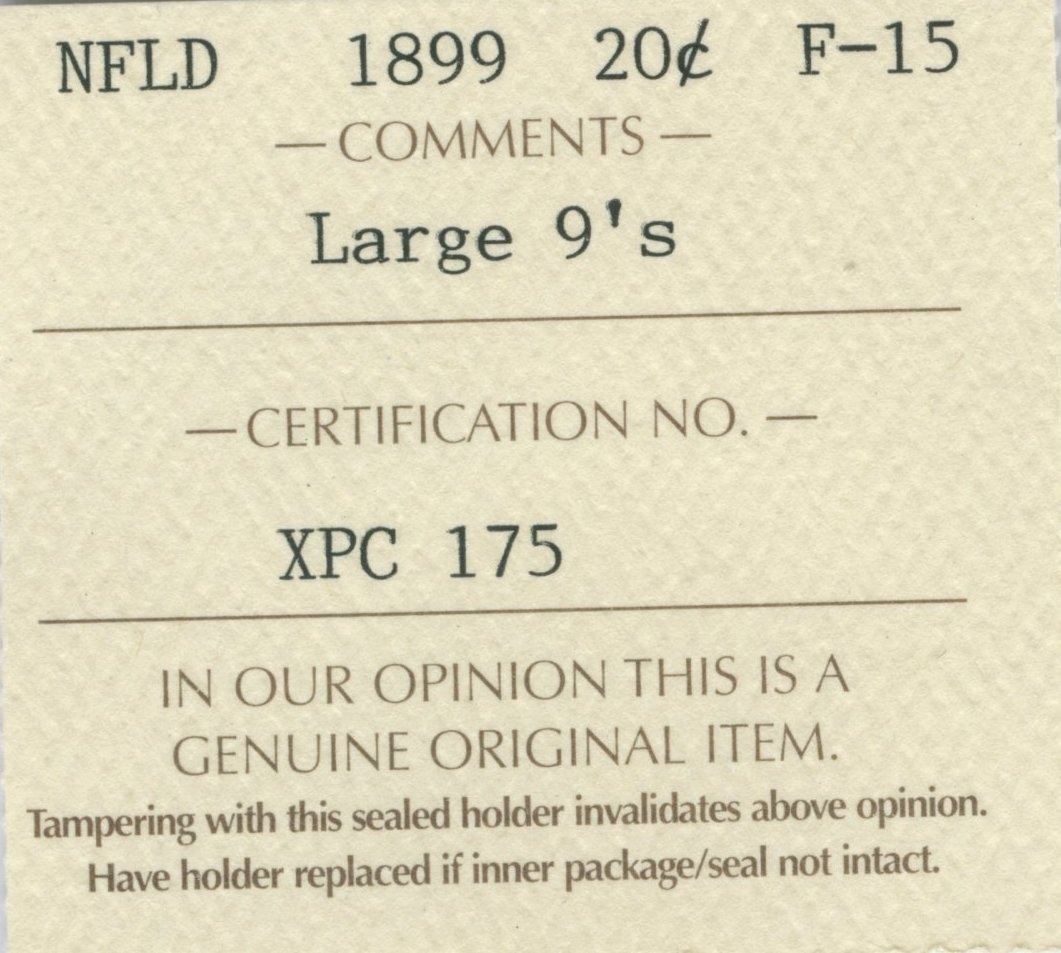 NFLD 1899 20¢ F-15
— COMMENTS —
Large 9's
— CERTIFICATION NO. —
XPC 175
IN OUR OPINION THIS IS A
GENUINE ORIGINAL ITEM.
Tampering with this sealed holder invalidates above opinion.
Have holder replaced if inner package/seal not intact.